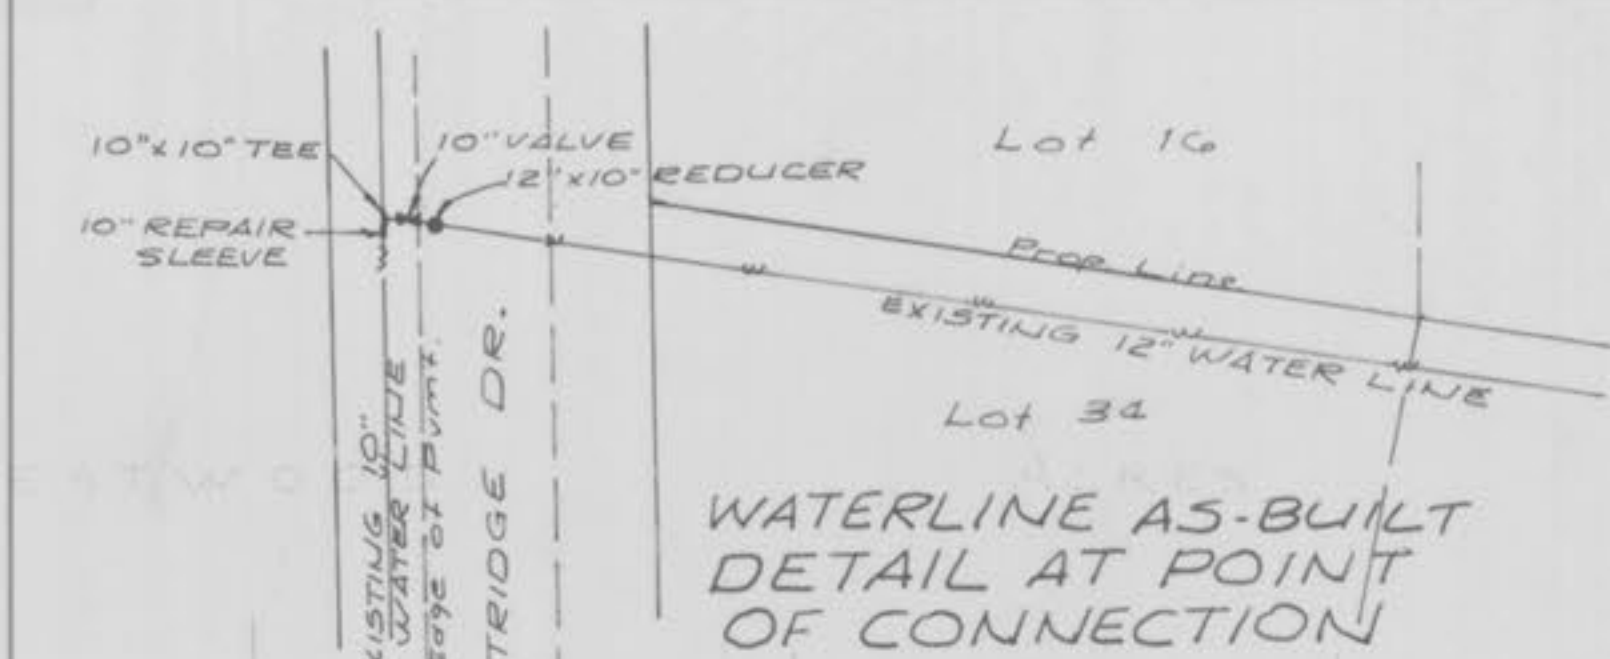 10"x10" TEE
10" VALVE
12"x10" REDUCER
10" REPAIR
SLEEVE
Lot 16
Prop. Line
EXISTING 12" WATER LINE
W
W
W
W
W
W
Lot 34
XISTING 10"
WATER LINE
Edge of Pvmt.
TRIDGE DR.
WATERLINE AS-BUILT
DETAIL AT POINT
OF CONNECTION